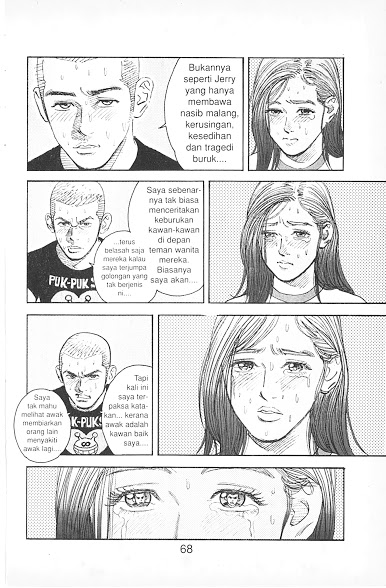 Bukannya
seperti Jerry
yang hanya
membawa
nasib malang,
kerusingan,
kesedihan
dan tragedi
buruk....
Saya sebenar-
nya tak biasa
menceritakan
keburukan
kawan-kawan
di depan
teman wanita
mereka.
Biasanya
saya akan....
...terus
belasah saja
mereka kalau
saya terjumpa
golongan yang
tak berjenis
ni....
PUK-PUKS
Tapi
kali ini
saya ter-
paksa kata-
kan... kerana
awak adalah
kawan baik
saya....
Saya
tak mahu
melihat awak
membiarkan
orang lain
menyakiti
awak lagi....
K-PUKS
68